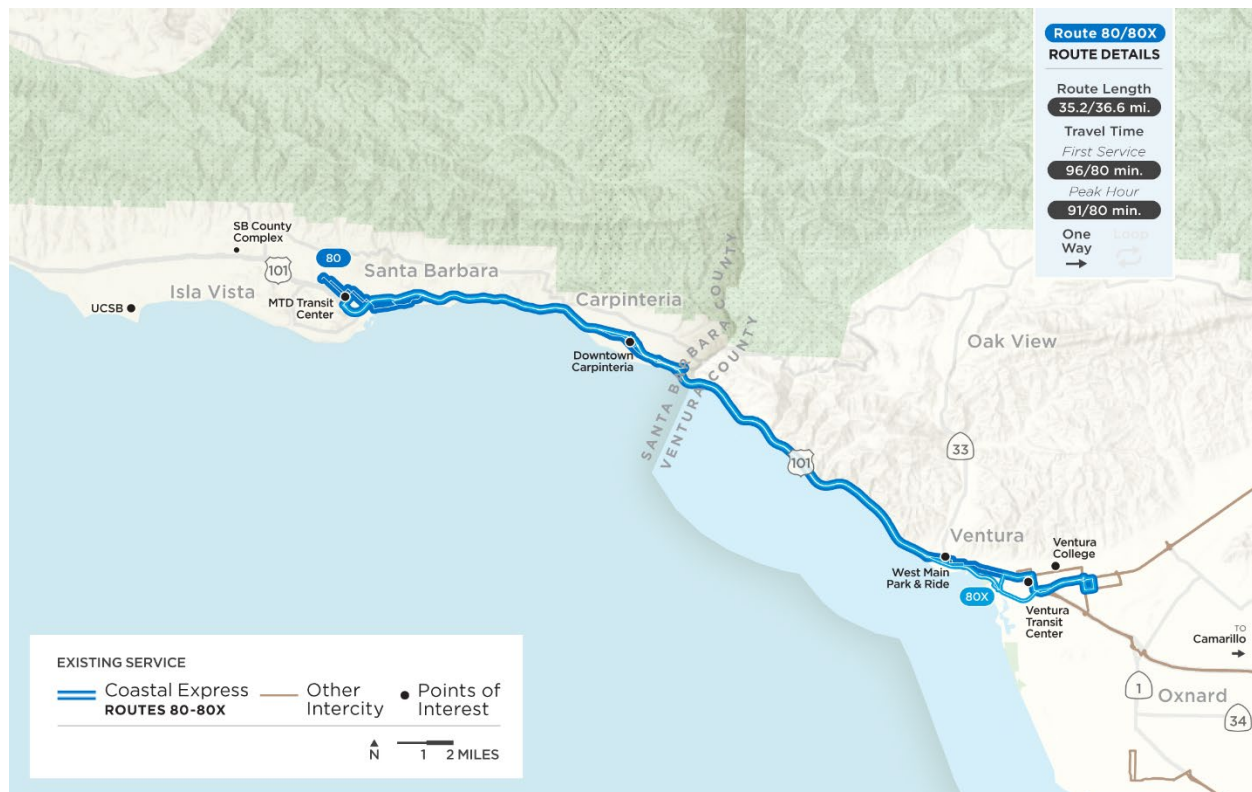 Route 80/80X
ROUTE DETAILS
Route Length
35.2/36.6 mi.
Travel Time
First Service
96/80 min.
Peak Hour
91/80 min.
One
Way
Loop
SB County
Complex
80
101
Santa Barbara
Isla Vista
MTD Transit
Center
UCSB
Carpinteria
Downtown
Carpinteria
SANTA BARBARA COUNTY
VENTURA COUNTY
Oak View
33
101
Ventura
Ventura
College
West Main
Park & Ride
80X
Ventura
Transit
Center
TO
Camarillo
1
Oxnard
34
EXISTING SERVICE
Coastal Express
ROUTES 80-80X
Other
Intercity
Points of
Interest
N
1 2 MILES